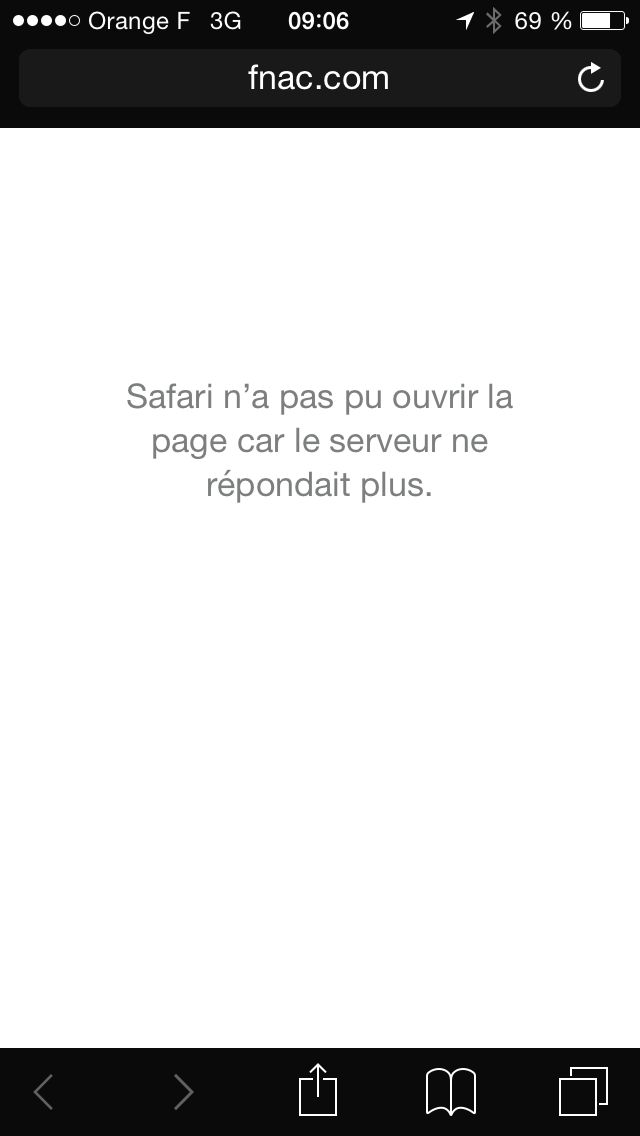 Orange F 3G 09:06 69 %
fnac.com
Safari n’a pas pu ouvrir la
page car le serveur ne
répondait plus.